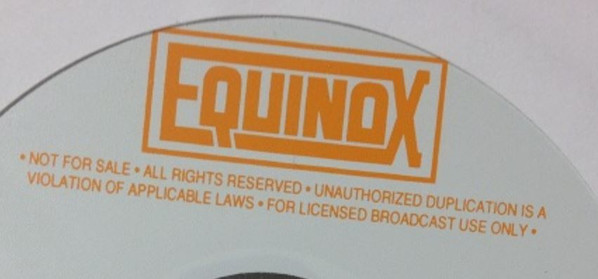 EQUINOX
• NOT FOR SALE • ALL RIGHTS RESERVED • UNAUTHORIZED DUPLICATION IS A
VIOLATION OF APPLICABLE LAWS • FOR LICENSED BROADCAST USE ONLY •